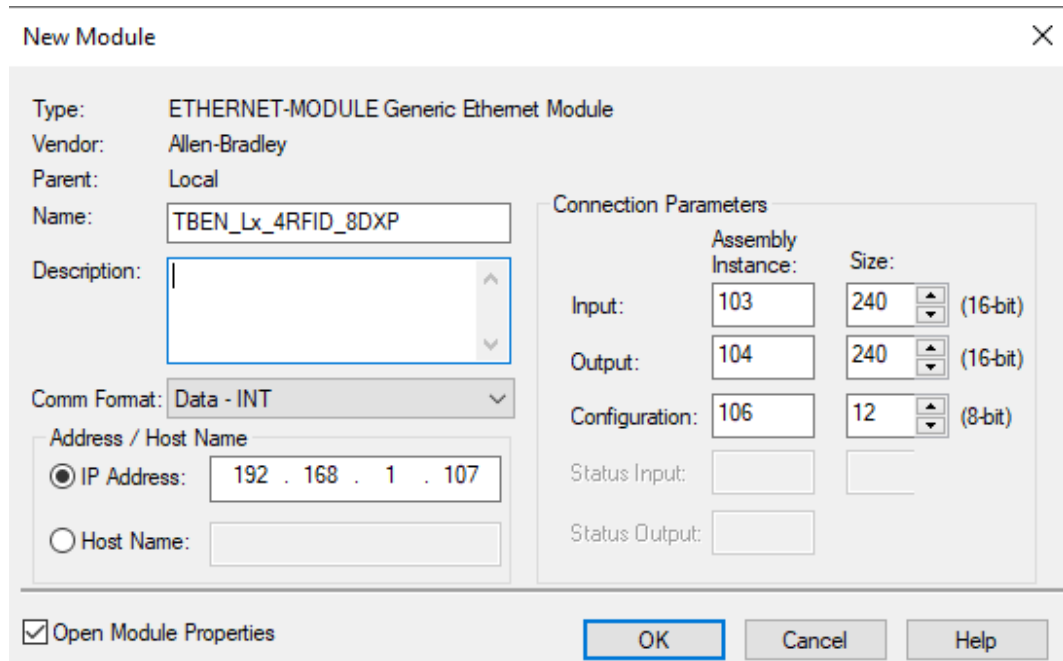 New Module
Type: ETHERNET-MODULE Generic Ethernet Module
Vendor: Allen-Bradley
Parent: Local
Name: TBEN_Lx_4RFID_8DXP
Description:
Comm Format: Data - INT
Address / Host Name
IP Address: 192 . 168 . 1 . 107
Host Name:
Connection Parameters
Assembly
Instance: Size:
Input: 103 240 (16-bit)
Output: 104 240 (16-bit)
Configuration: 106 12 (8-bit)
Status Input:
Status Output:
Open Module Properties
OK Cancel Help